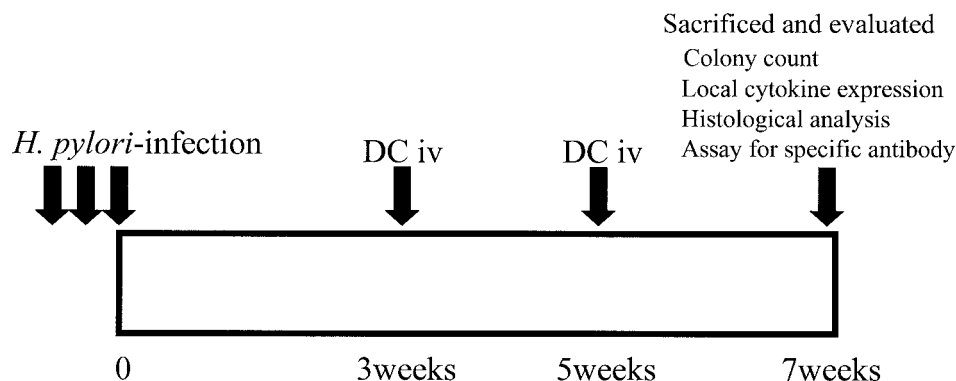 Sacrificed and evaluated
Colony count
Local cytokine expression
Histological analysis
Assay for specific antibody
H. pylori-infection
DC iv
DC iv
0
3weeks
5weeks
7weeks